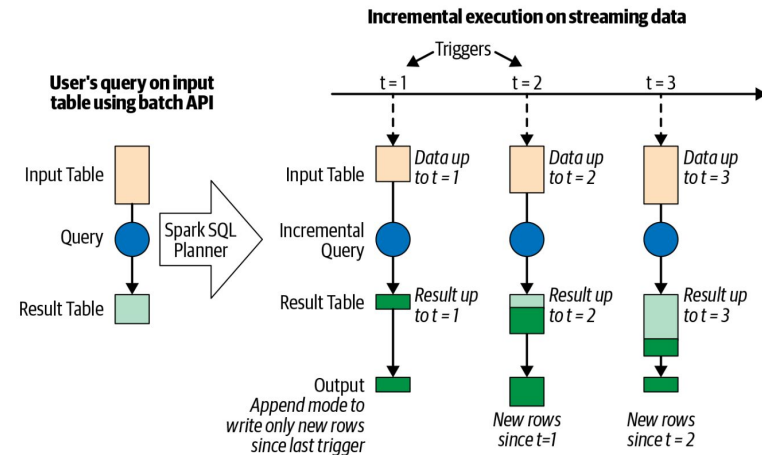 Incremental execution on streaming data
Triggers
User's query on input
table using batch API
t = 1
t = 2
t = 3
Input Table
Query
Result Table
Spark SQL
Planner
Input Table
Data up
to t = 1
Data up
to t = 2
Data up
to t = 3
Incremental
Query
Result Table
Result up
to t = 1
Result up
to t = 2
Result up
to t = 3
Output
Append mode to
write only new rows
since last trigger
New rows
since t=1
New rows
since t = 2